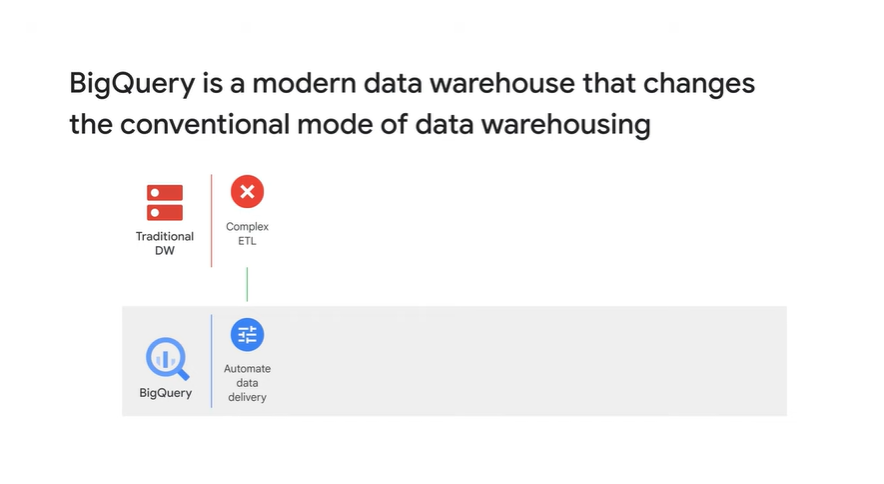 BigQuery is a modern data warehouse that changes
the conventional mode of data warehousing
Traditional
DW
Complex
ETL
BigQuery
Automate
data
delivery